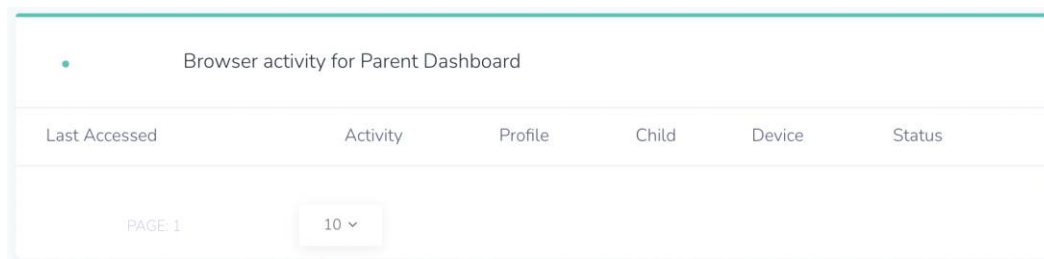 Browser activity for Parent Dashboard
Last Accessed Activity Profile Child Device Status
PAGE: 1 10